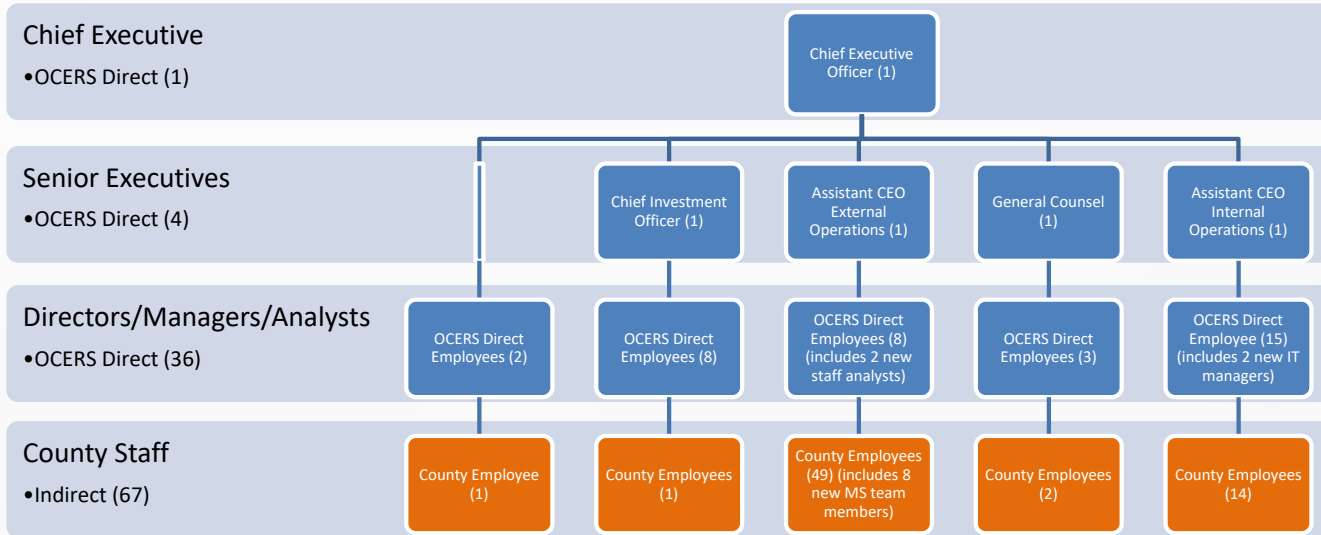 Chief Executive
•OCERS Direct (1)
Chief Executive
Officer (1)
Senior Executives
•OCERS Direct (4)
Chief Investment
Officer (1)
Assistant CEO
External
Operations (1)
General Counsel
(1)
Assistant CEO
Internal
Operations (1)
Directors/Managers/Analysts
•OCERS Direct (36)
OCERS Direct
Employees (2)
OCERS Direct
Employees (8)
OCERS Direct
Employees (8)
(includes 2 new
staff analysts)
OCERS Direct
Employees (3)
OCERS Direct
Employee (15)
(includes 2 new IT
managers)
County Staff
•Indirect (67)
County Employee
(1)
County Employees
(1)
County Employees
(49) (includes 8
new MS team
members)
County Employees
(2)
County Employees
(14)